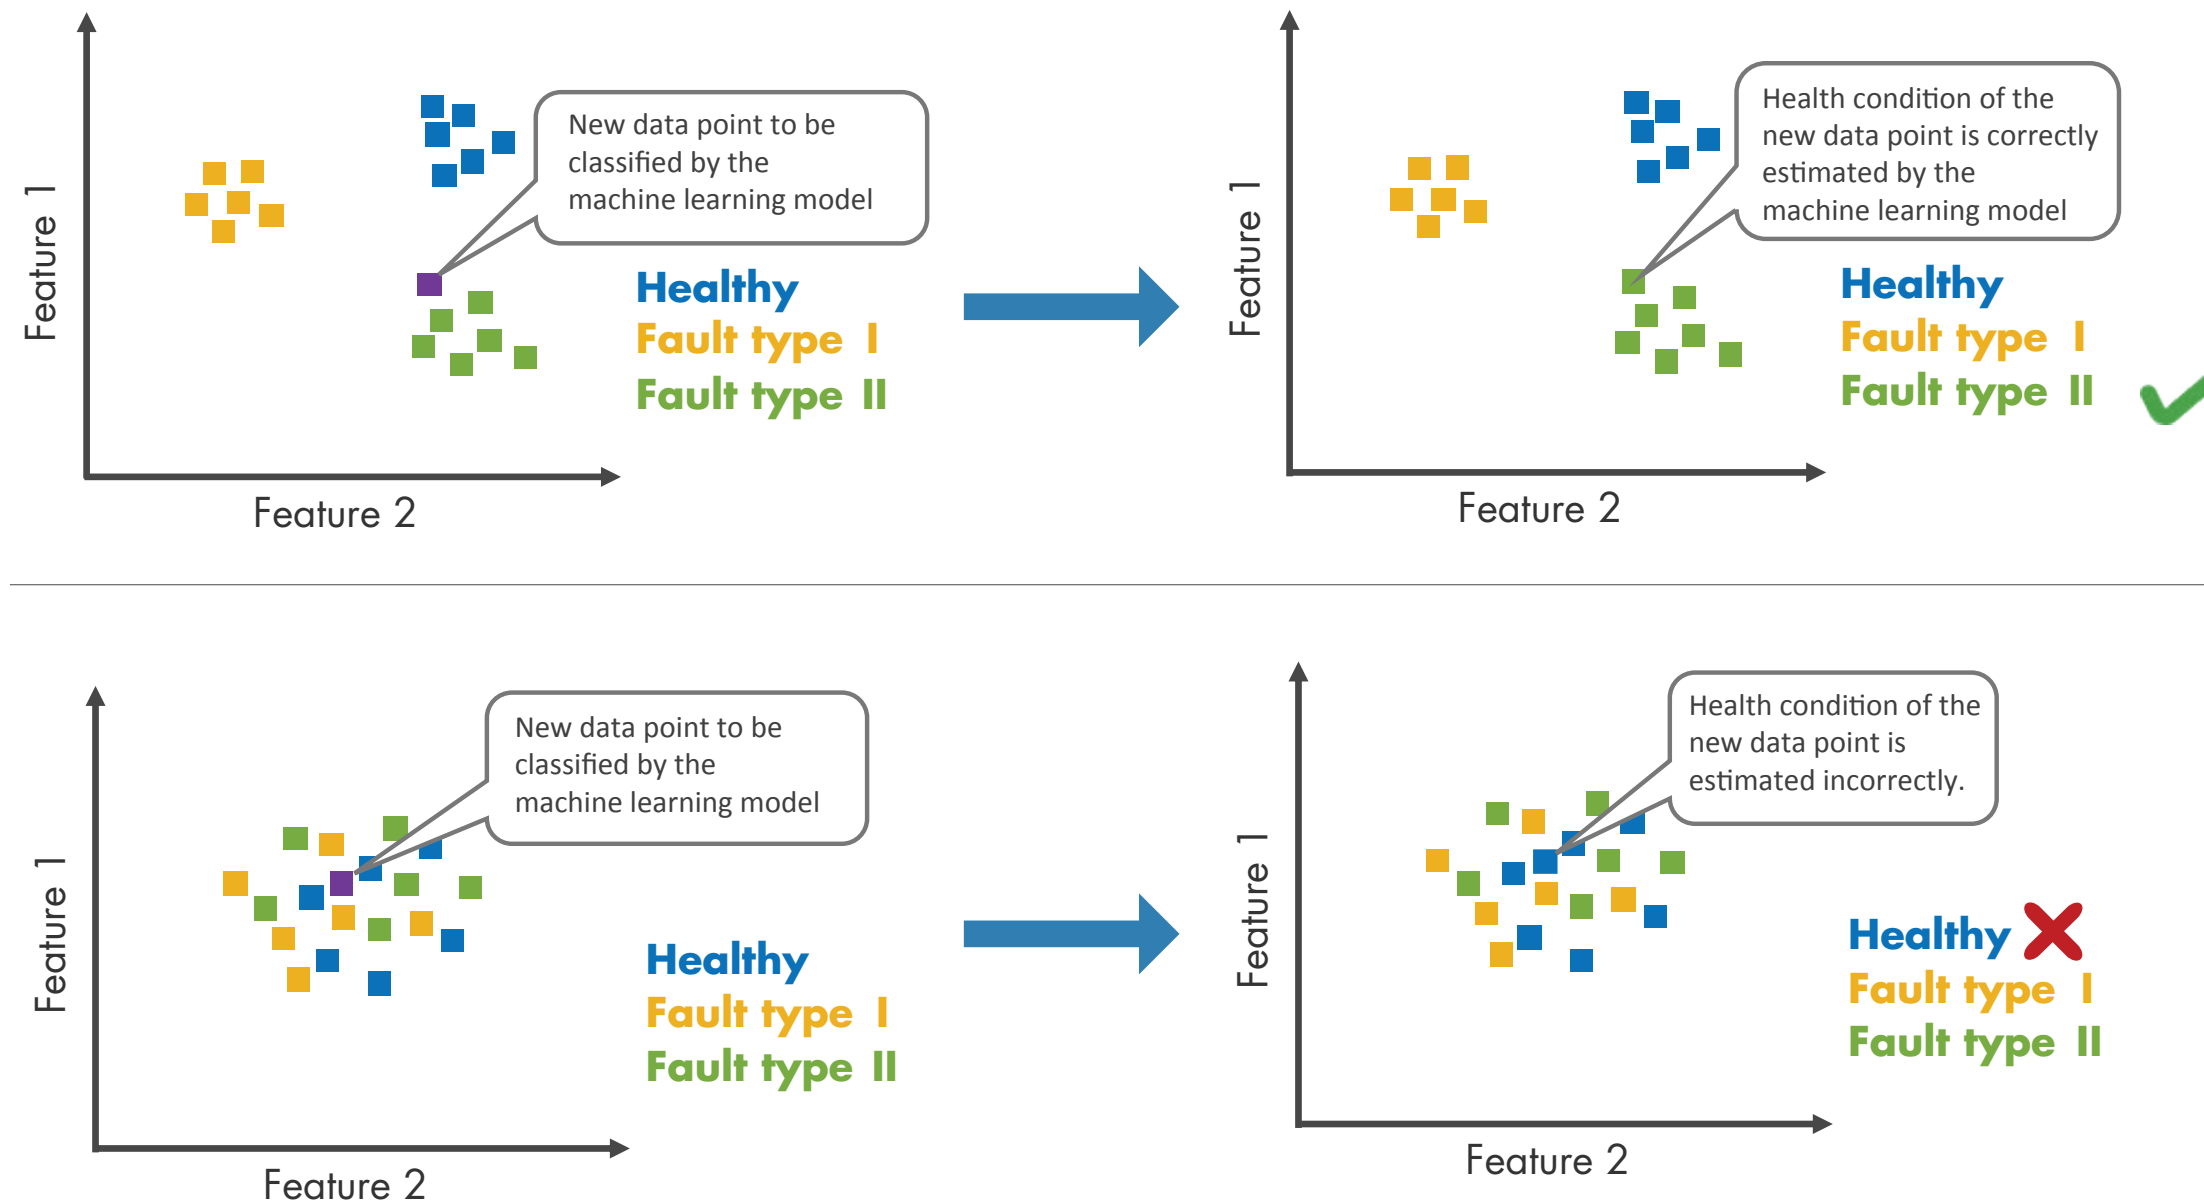 New data point to be
classified by the
machine learning model
Feature 1
Healthy
Fault type I
Fault type II
Feature 2
Health condition of the
new data point is correctly
estimated by the
machine learning model
Feature 1
Healthy
Fault type I
Fault type II
Feature 2
New data point to be
classified by the
machine learning model
Feature 1
Healthy
Fault type I
Fault type II
Feature 2
Health condition of the
new data point is
estimated incorrectly.
Feature 1
Healthy
Fault type I
Fault type II
Feature 2